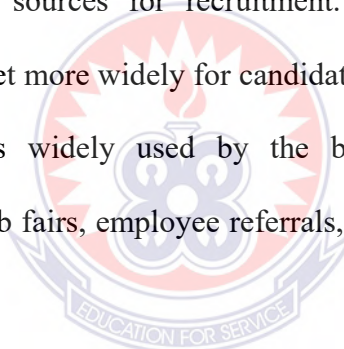 sources for recruitment.
et more widely for candidat
s widely used by the b
b fairs, employee referrals,
EDUCATION FOR SERVICE